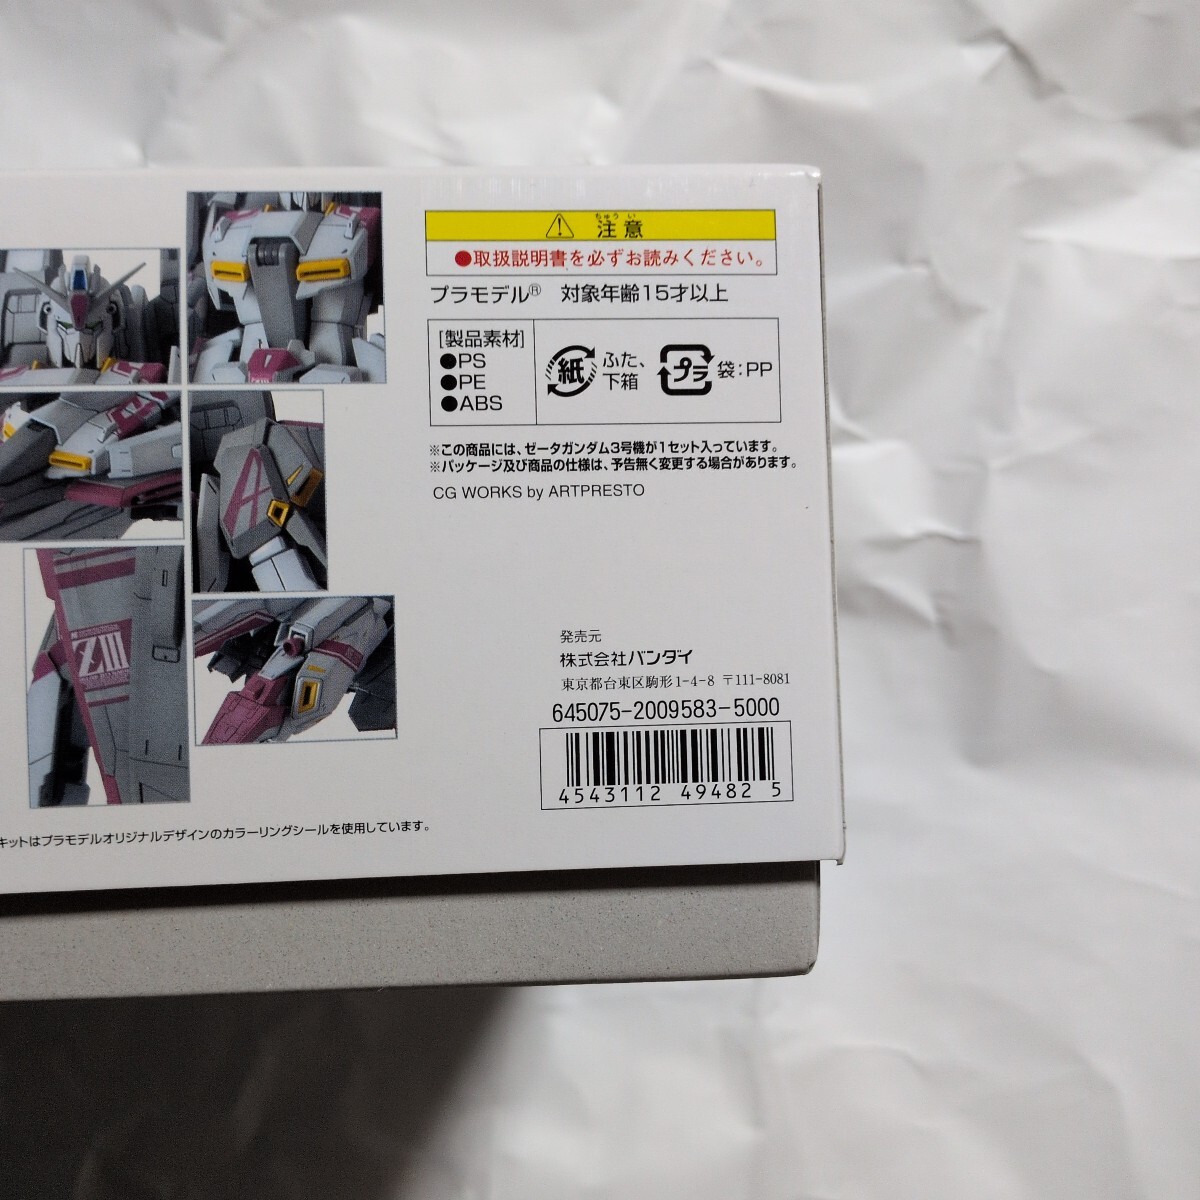 ちゅう い
注意
●取扱説明書を必ずお読みください。
プラモデル® 対象年齢15才以上
[製品素材]
●PS
●PE
●ABS
紙 ふた、
下箱
プラ 袋：PP
※この商品には、ゼータガンダム3号機が1セット入っています。
※パッケージ及び商品の仕様は、予告無く変更する場合があります。
CG WORKS by ARTPRESTO
ZIII
発売元
株式会社バンダイ
東京都台東区駒形1-4-8 〒111-8081
645075-2009583-5000
4543112 49482 5
キットはプラモデルオリジナルデザインのカラーリングシールを使用しています。